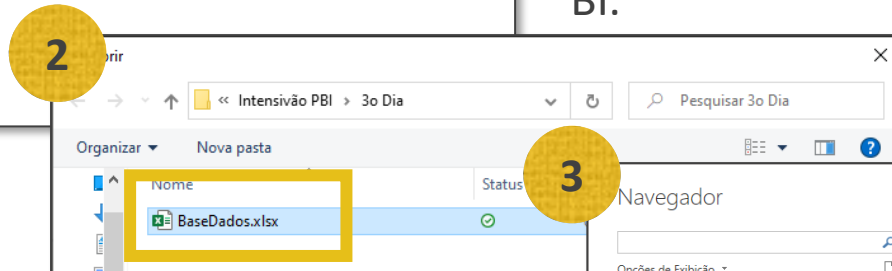 BI.
2
brir
« Intensivão PBI > 3o Dia
Pesquisar 3o Dia
Organizar
Nova pasta
?
Nome
Status
3
Navegador
BaseDados.xlsx
Opções de Exibição